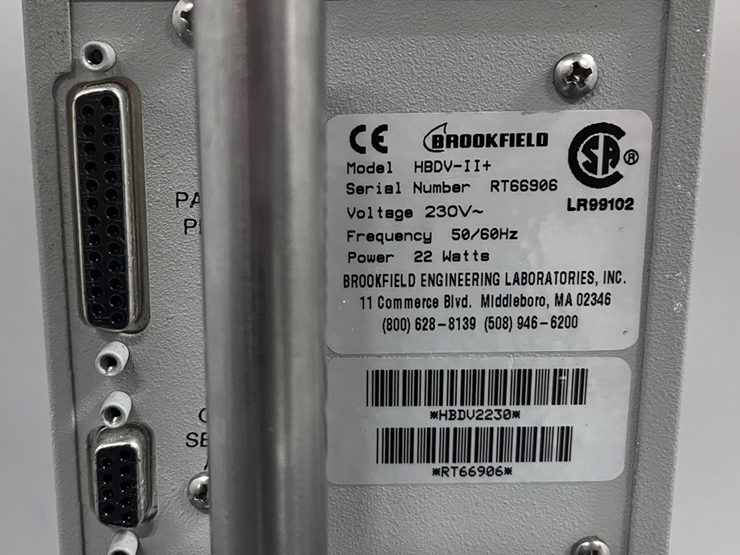 CE BROOKFIELD SA ®
Model HBDV-II+
Serial Number RT66906
LR99102
Voltage 230V~
Frequency 50/60Hz
Power 22 Watts
BROOKFIELD ENGINEERING LABORATORIES, INC.
11 Commerce Blvd. Middleboro, MA 02346
(800) 628-8139 (508) 946-6200
*HBDV2230*
*RT66906*